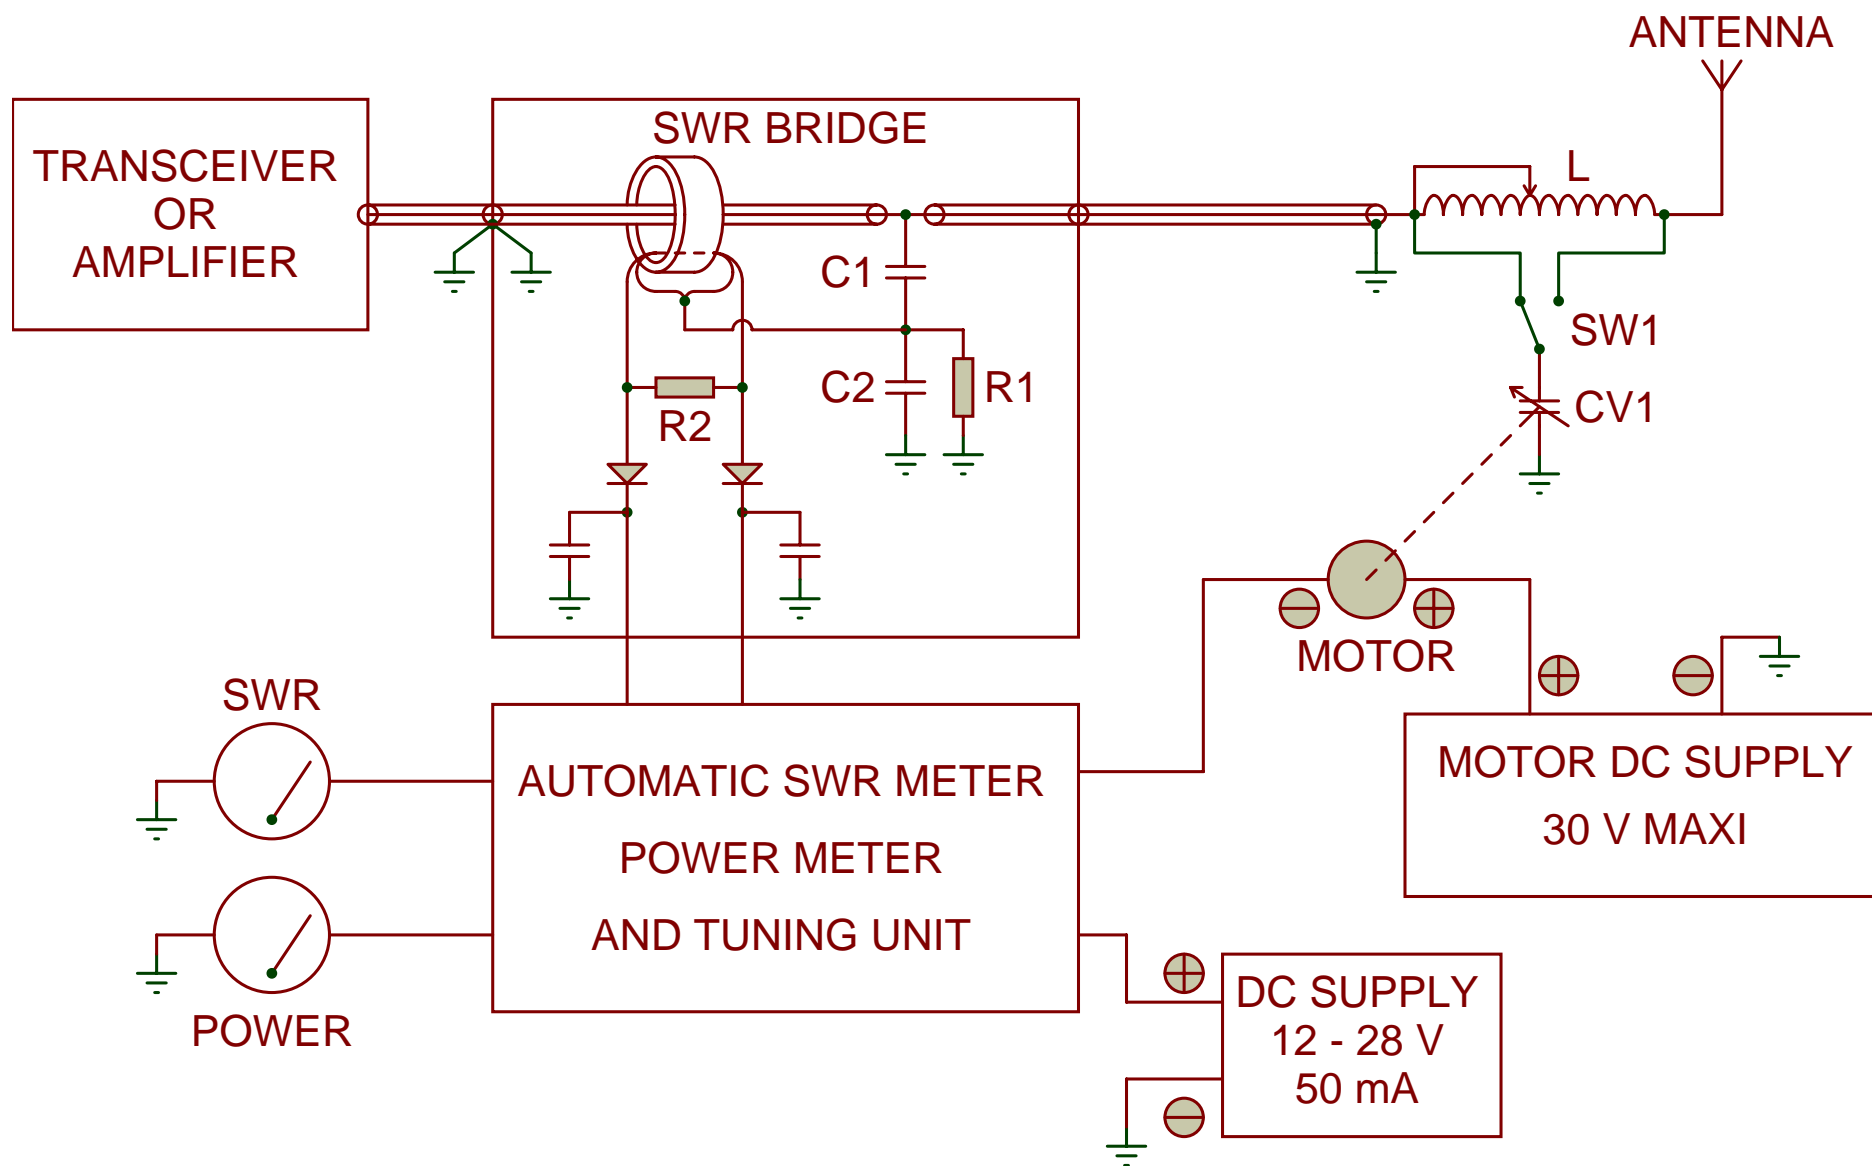 ANTENNA
TRANSCEIVER
OR
AMPLIFIER
SWR BRIDGE
L
C1
SW1
C2
R1
CV1
R2
MOTOR
SWR
AUTOMATIC SWR METER
POWER METER
AND TUNING UNIT
MOTOR DC SUPPLY
30 V MAXI
POWER
DC SUPPLY
12 - 28 V
50 mA